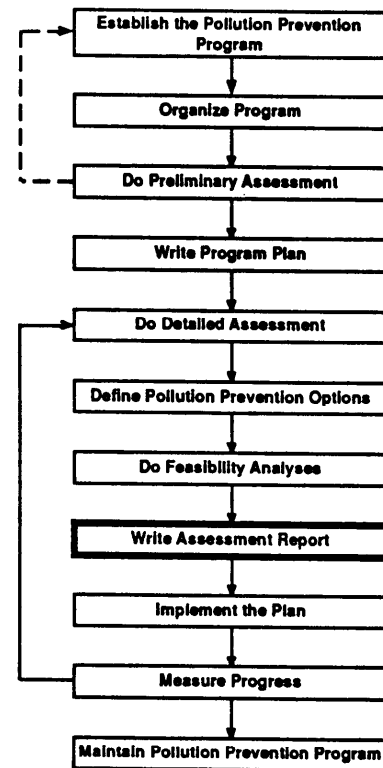 Establish the Pollution Prevention
Program
Organize Program
Do Preliminary Assessment
Write Program Plan
Do Detailed Assessment
Define Pollution Prevention Options
Do Feasibility Analyses
Write Assessment Report
Implement the Plan
Measure Progress
Maintain Pollution Prevention Program